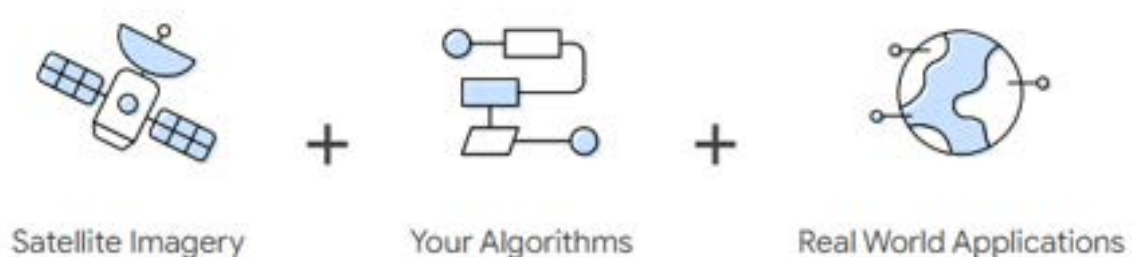 +
+
Satellite Imagery
Your Algorithms
Real World Applications